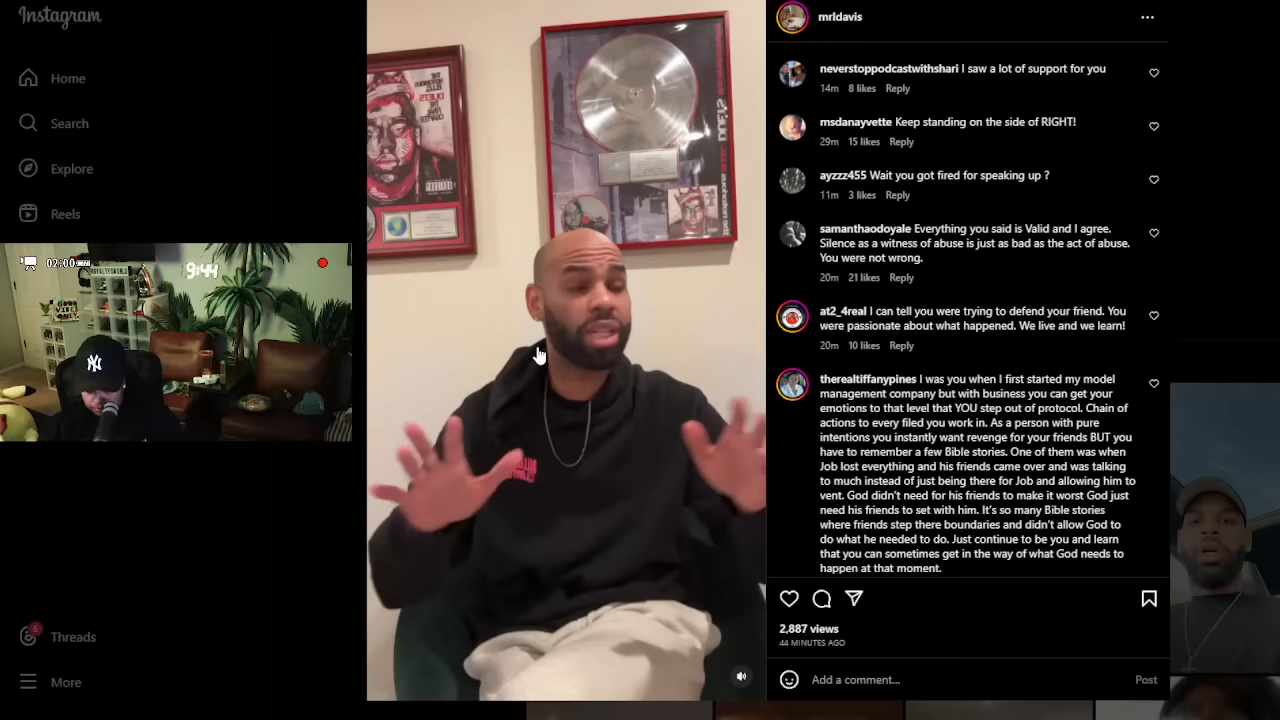 Instagram
Home
Search
Explore
Reels
ROYALTYSWORLD
9:44
GOOD
VIBES
ONLY
NY
6
Threads
More
mrldavis
neverstoppodcastwithshari I saw a lot of support for you
14m 8 likes Reply
msdanayvette Keep standing on the side of RIGHT!
29m 15 likes Reply
ayzzz455 Wait you got fired for speaking up ?
11m 3 likes Reply
samanthaodoyale Everything you said is Valid and I agree.
Silence as a witness of abuse is just as bad as the act of abuse.
You were not wrong.
20m 21 likes Reply
at2_4real I can tell you were trying to defend your friend. You
were passionate about what happened. We live and we learn!
20m 10 likes Reply
therealtiffanypines I was you when I first started my model
management company but with business you can get your
emotions to that level that YOU step out of protocol. Chain of
actions to every filed you work in. As a person with pure
intentions you instantly want revenge for your friends BUT you
have to remember a few Bible stories. One of them was when
Job lost everything and his friends came over and was talking
to much instead of just being there for Job and allowing him to
vent. God didn't need for his friends to make it worst God just
need his friends to set with him. It's so many Bible stories
where friends step there boundaries and didn't allow God to
do what he needed to do. Just continue to be you and learn
that you can sometimes get in the way of what God needs to
happen at that moment.
2,887 views
44 MINUTES AGO
Add a comment...
Post